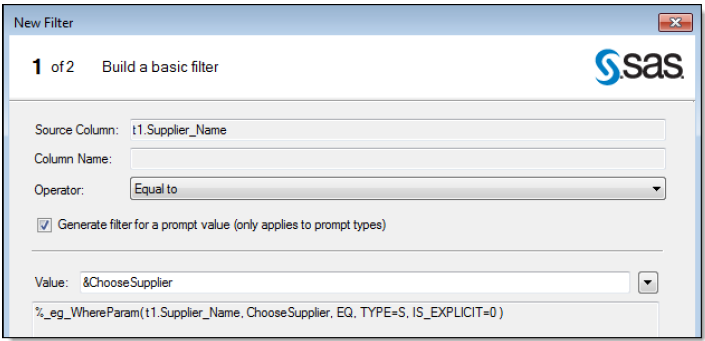 New Filter
1 of 2 Build a basic filter
sas
Source Column: t1.Supplier_Name
Column Name:
Operator: Equal to
Generate filter for a prompt value (only applies to prompt types)
Value: &ChooseSupplier
%_eg_WhereParam( t1.Supplier_Name, ChooseSupplier, EQ, TYPE=S, IS_EXPLICIT=0 )